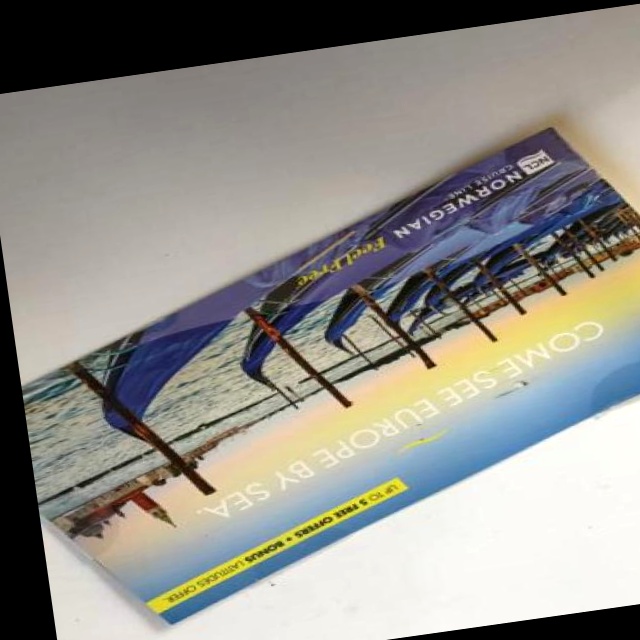 UP TO 5 FREE OFFERS + BONUS LATITUDES OFFER
COME SEE EUROPE BY SEA.
Feel Free
NCL
NORWEGIAN
CRUISE LINE